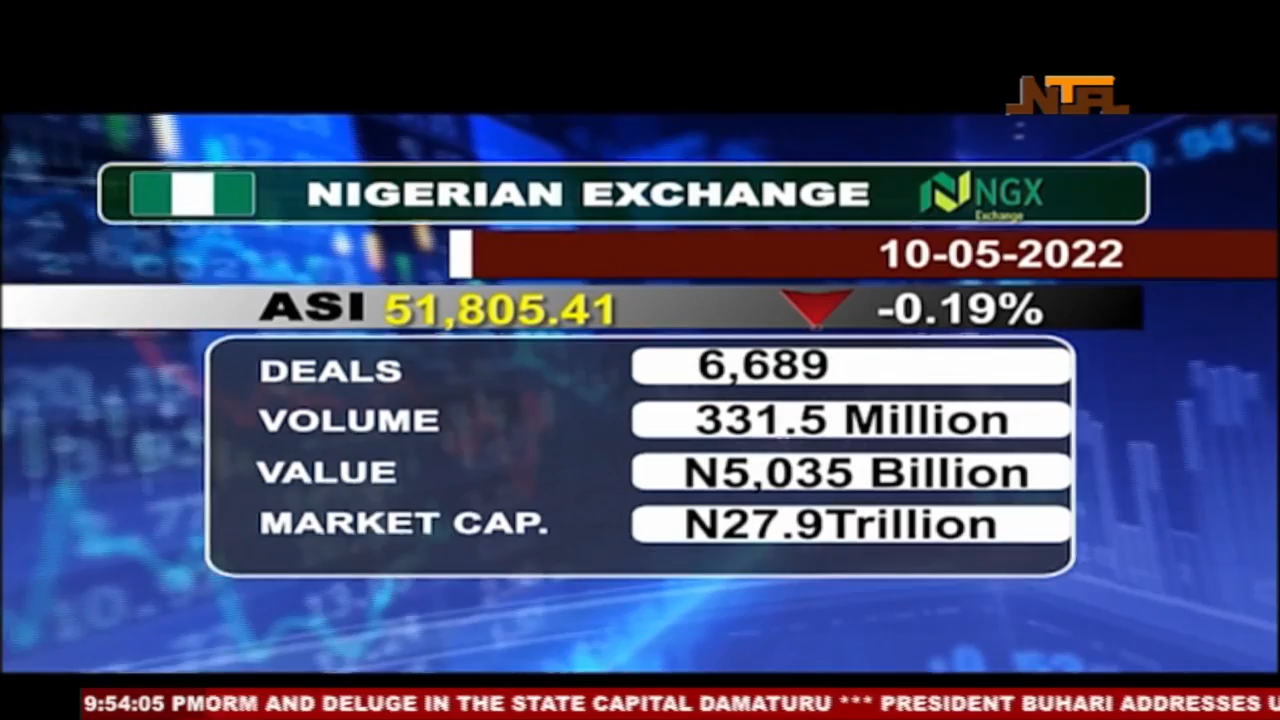 NTA
NIGERIAN EXCHANGE NGX
Exchange
10-05-2022
ASI 51,805.41 -0.19%
DEALS 6,689
VOLUME 331.5 Million
VALUE N5,035 Billion
MARKET CAP. N27.9Trillion
9:54:05 PMORM AND DELUGE IN THE STATE CAPITAL DAMATURU *** PRESIDENT BUHARI ADDRESSES U